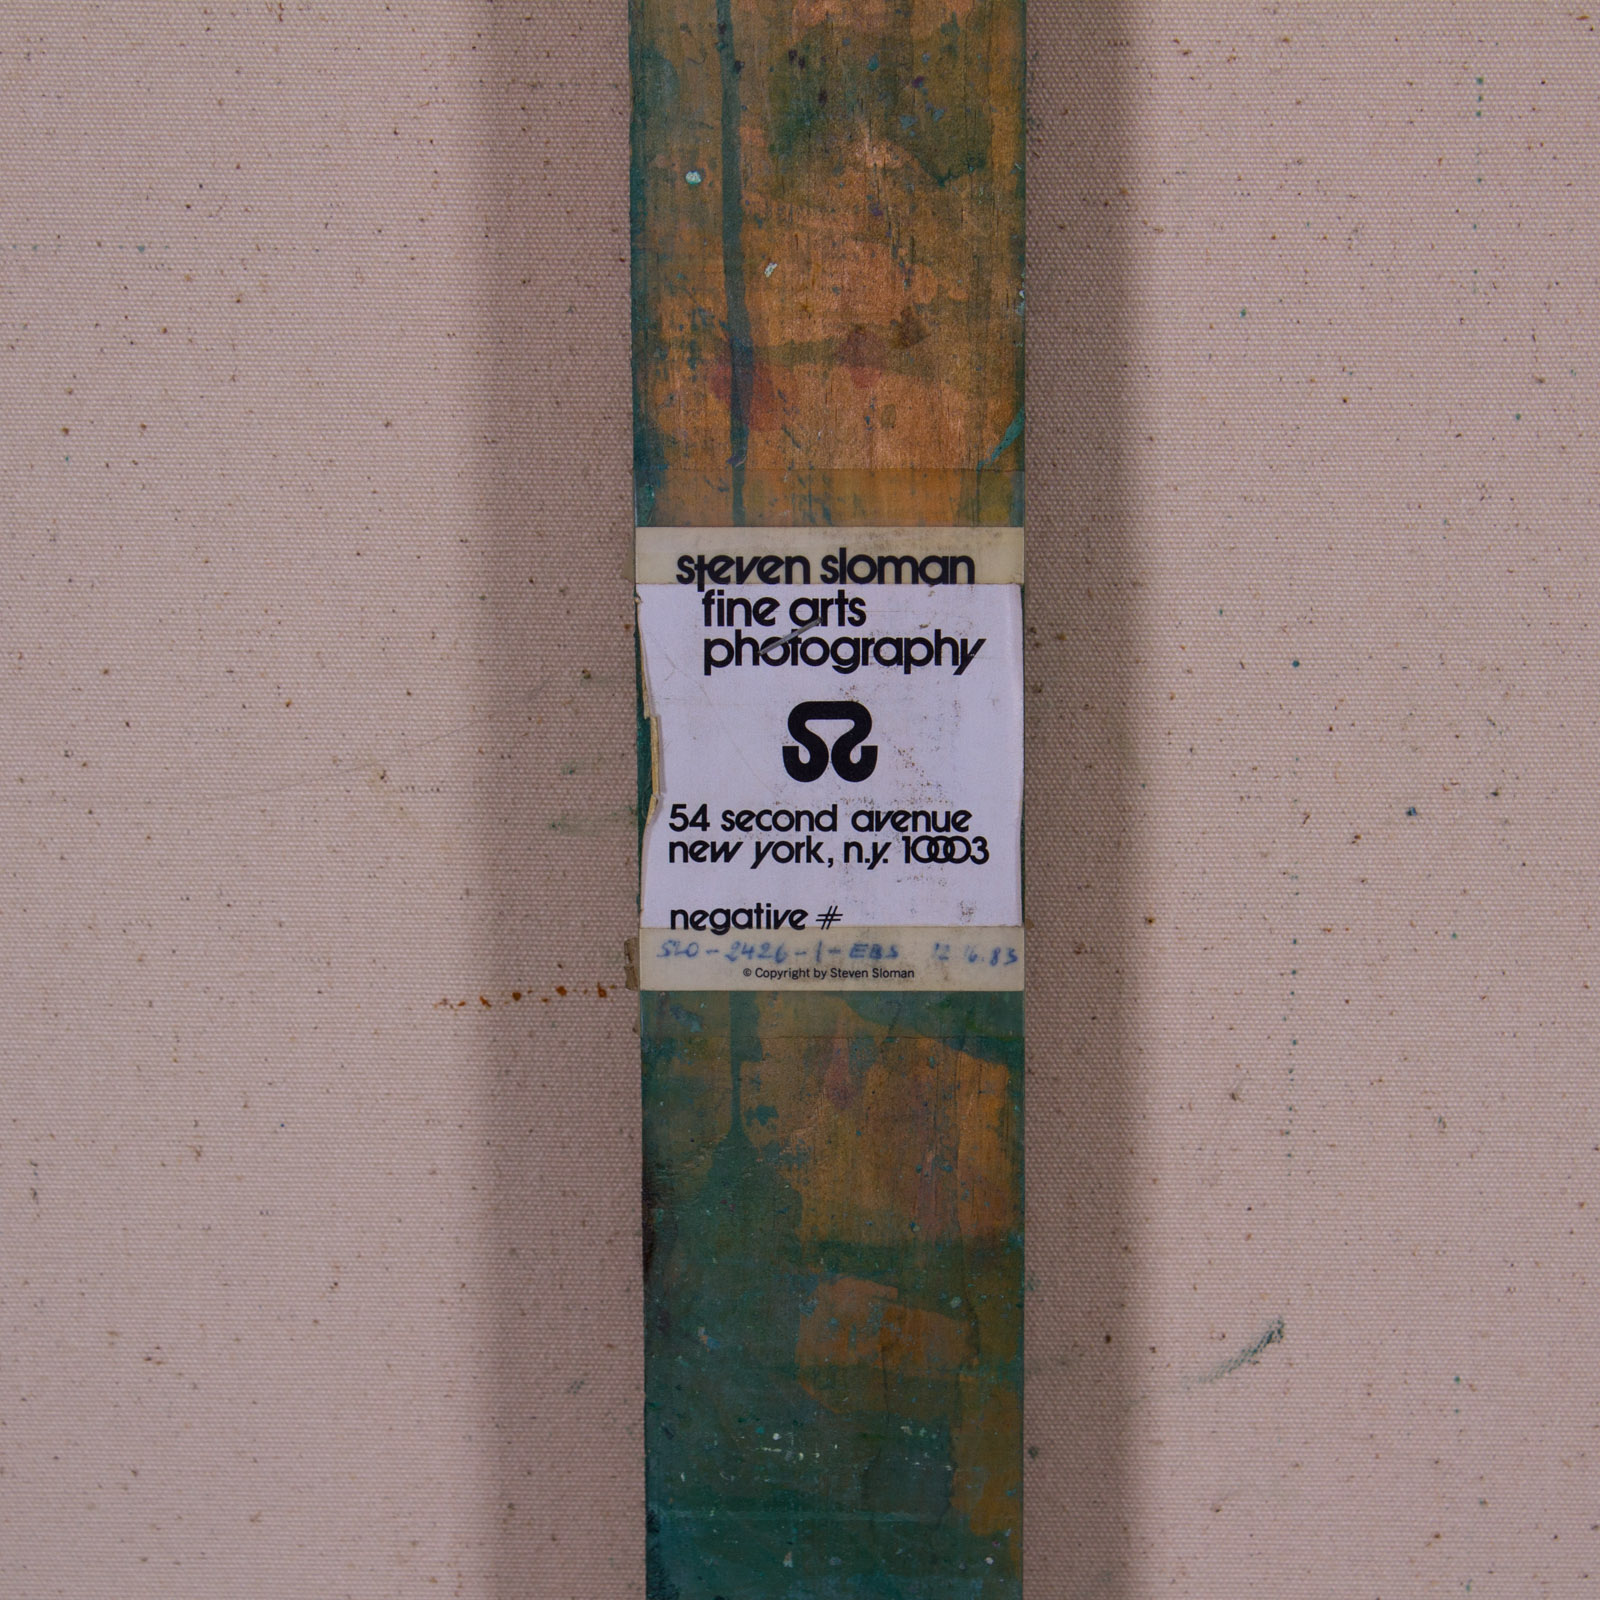 steven sloman
fine arts
photography
54 second avenue
new york, n.y. 10003
negative #
SLO-2426-1-EBS 12.16.83
© Copyright by Steven Sloman